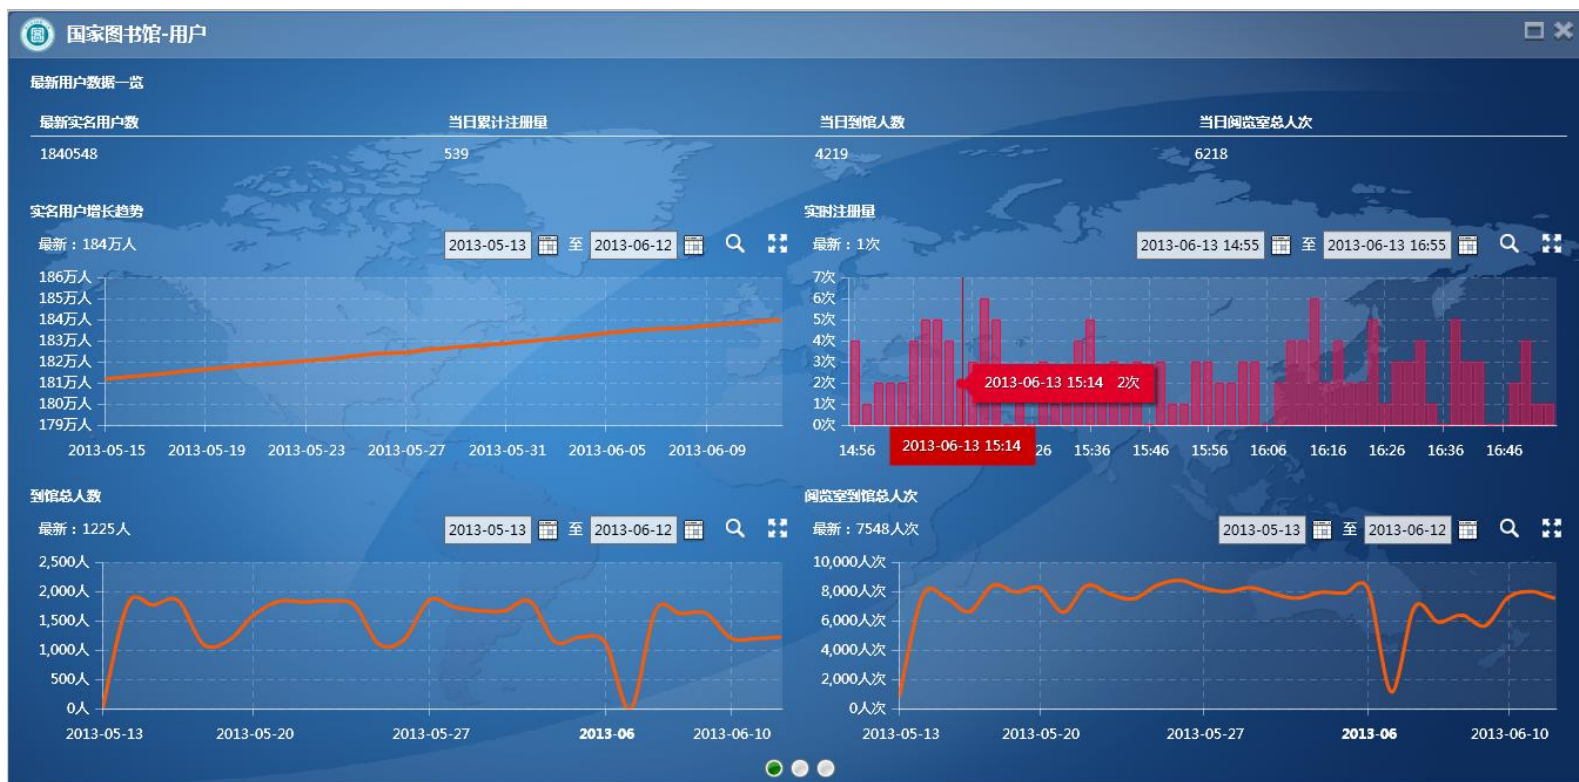 国家图书馆-用户
最新用户数据一览
最新实名用户数 当日累计注册量 当日到馆人数 当日阅览室总人次
1840548 539 4219 6218
实名用户增长趋势
最新：184万人 2013-05-13 至 2013-06-12
186万人
185万人
184万人
183万人
182万人
181万人
180万人
179万人
2013-05-15 2013-05-19 2013-05-23 2013-05-27 2013-05-31 2013-06-05 2013-06-09
实时注册量
最新：1次 2013-06-13 14:55 至 2013-06-13 16:55
7次
6次
5次
4次
3次
2次
1次
0次
2013-06-13 15:14 2次
14:56 2013-06-13 15:14 26 15:36 15:46 15:56 16:06 16:16 16:26 16:36 16:46
到馆总人数
最新：1225人 2013-05-13 至 2013-06-12
2,500人
2,000人
1,500人
1,000人
500人
0人
2013-05-13 2013-05-20 2013-05-27 2013-06 2013-06-10
阅览室到馆总人次
最新：7548人次 2013-05-13 至 2013-06-12
10,000人次
8,000人次
6,000人次
4,000人次
2,000人次
0人次
2013-05-13 2013-05-20 2013-05-27 2013-06 2013-06-10